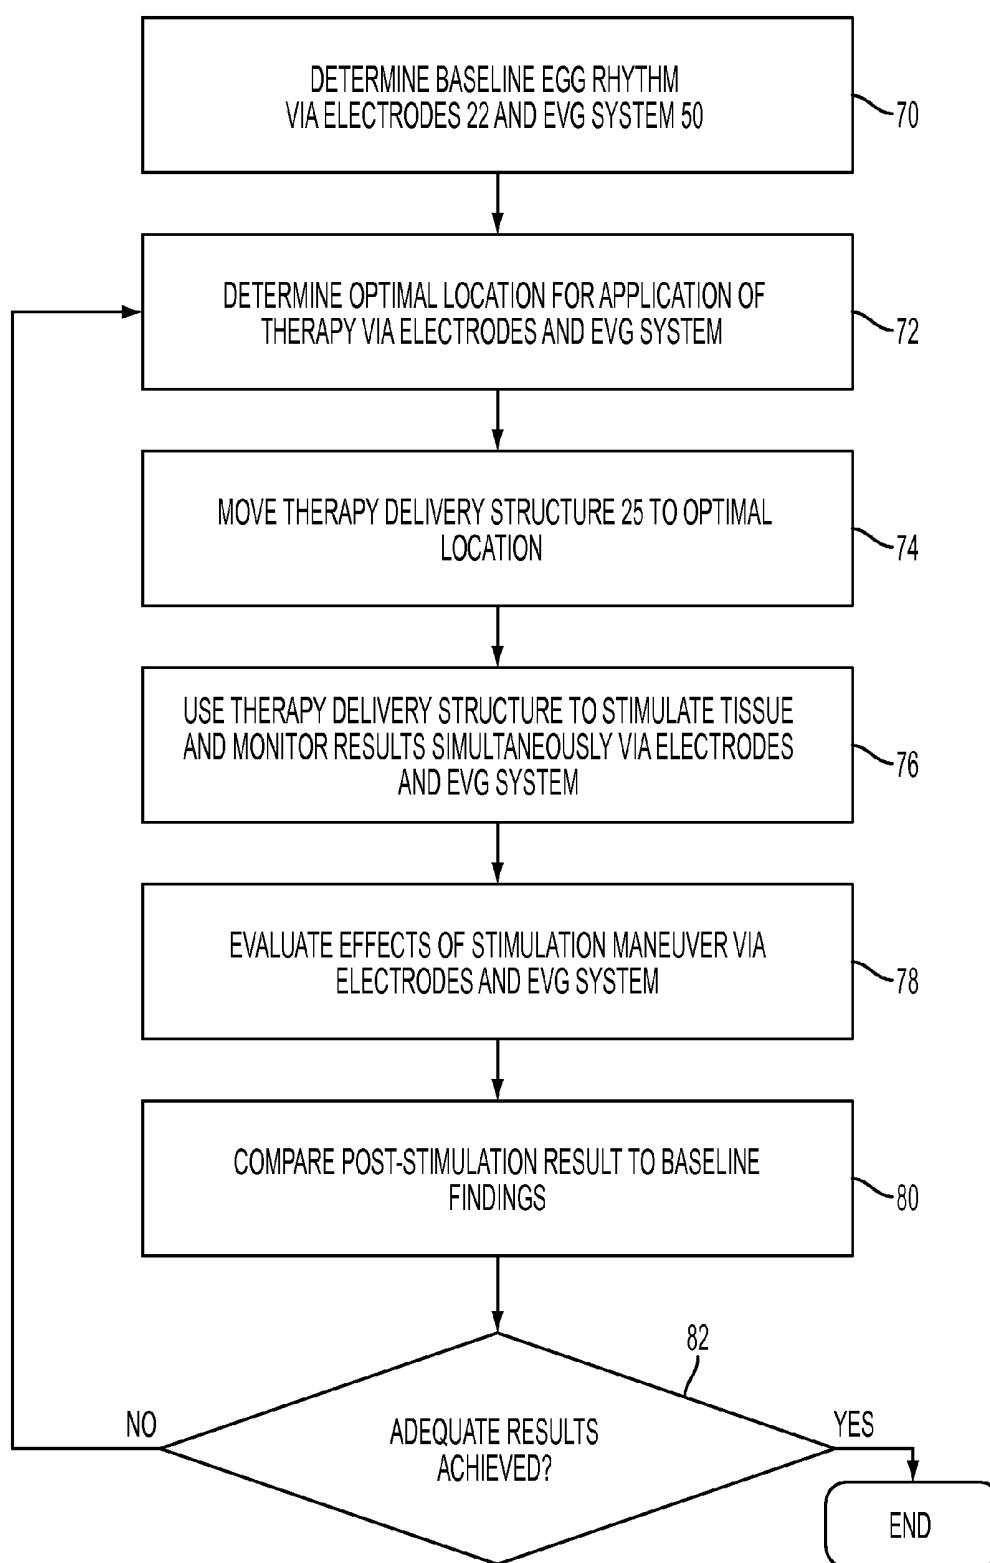 DETERMINE BASELINE EGG RHYTHM
VIA ELECTRODES 22 AND EVG SYSTEM 50
70
DETERMINE OPTIMAL LOCATION FOR APPLICATION OF
THERAPY VIA ELECTRODES AND EVG SYSTEM
72
MOVE THERAPY DELIVERY STRUCTURE 25 TO OPTIMAL
LOCATION
74
USE THERAPY DELIVERY STRUCTURE TO STIMULATE TISSUE
AND MONITOR RESULTS SIMULTANEOUSLY VIA ELECTRODES
AND EVG SYSTEM
76
EVALUATE EFFECTS OF STIMULATION MANEUVER VIA
ELECTRODES AND EVG SYSTEM
78
COMPARE POST-STIMULATION RESULT TO BASELINE
FINDINGS
80
82
NO
ADEQUATE RESULTS
ACHIEVED?
YES
END